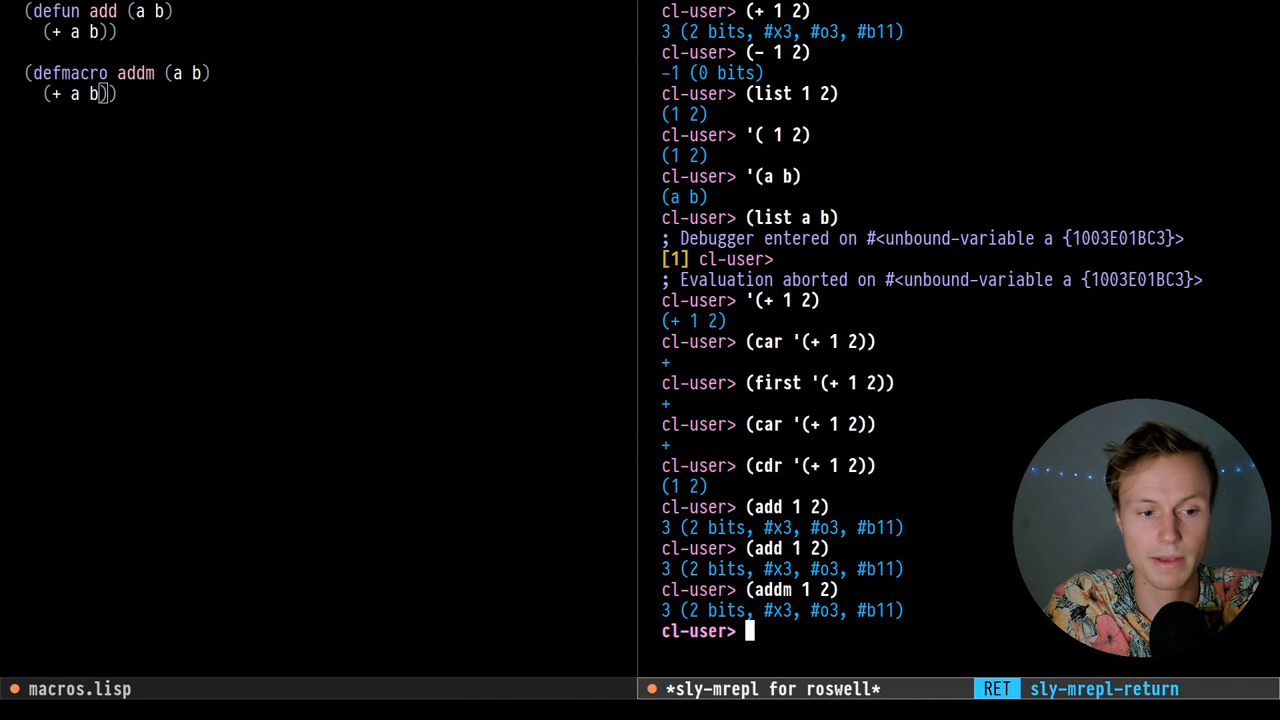 (defun add (a b)
(+ a b))
(defmacro addm (a b)
(+ a b))
cl-user> (+ 1 2)
3 (2 bits, #x3, #o3, #b11)
cl-user> (- 1 2)
-1 (0 bits)
cl-user> (list 1 2)
(1 2)
cl-user> '( 1 2)
(1 2)
cl-user> '(a b)
(a b)
cl-user> (list a b)
; Debugger entered on #<unbound-variable a {1003E01BC3}>
[1] cl-user>
; Evaluation aborted on #<unbound-variable a {1003E01BC3}>
cl-user> '(+ 1 2)
(+ 1 2)
cl-user> (car '(+ 1 2))
+
cl-user> (first '(+ 1 2))
+
cl-user> (car '(+ 1 2))
+
cl-user> (cdr '(+ 1 2))
(1 2)
cl-user> (add 1 2)
3 (2 bits, #x3, #o3, #b11)
cl-user> (add 1 2)
3 (2 bits, #x3, #o3, #b11)
cl-user> (addm 1 2)
3 (2 bits, #x3, #o3, #b11)
cl-user>
macros.lisp
*sly-mrepl for roswell* RET sly-mrepl-return